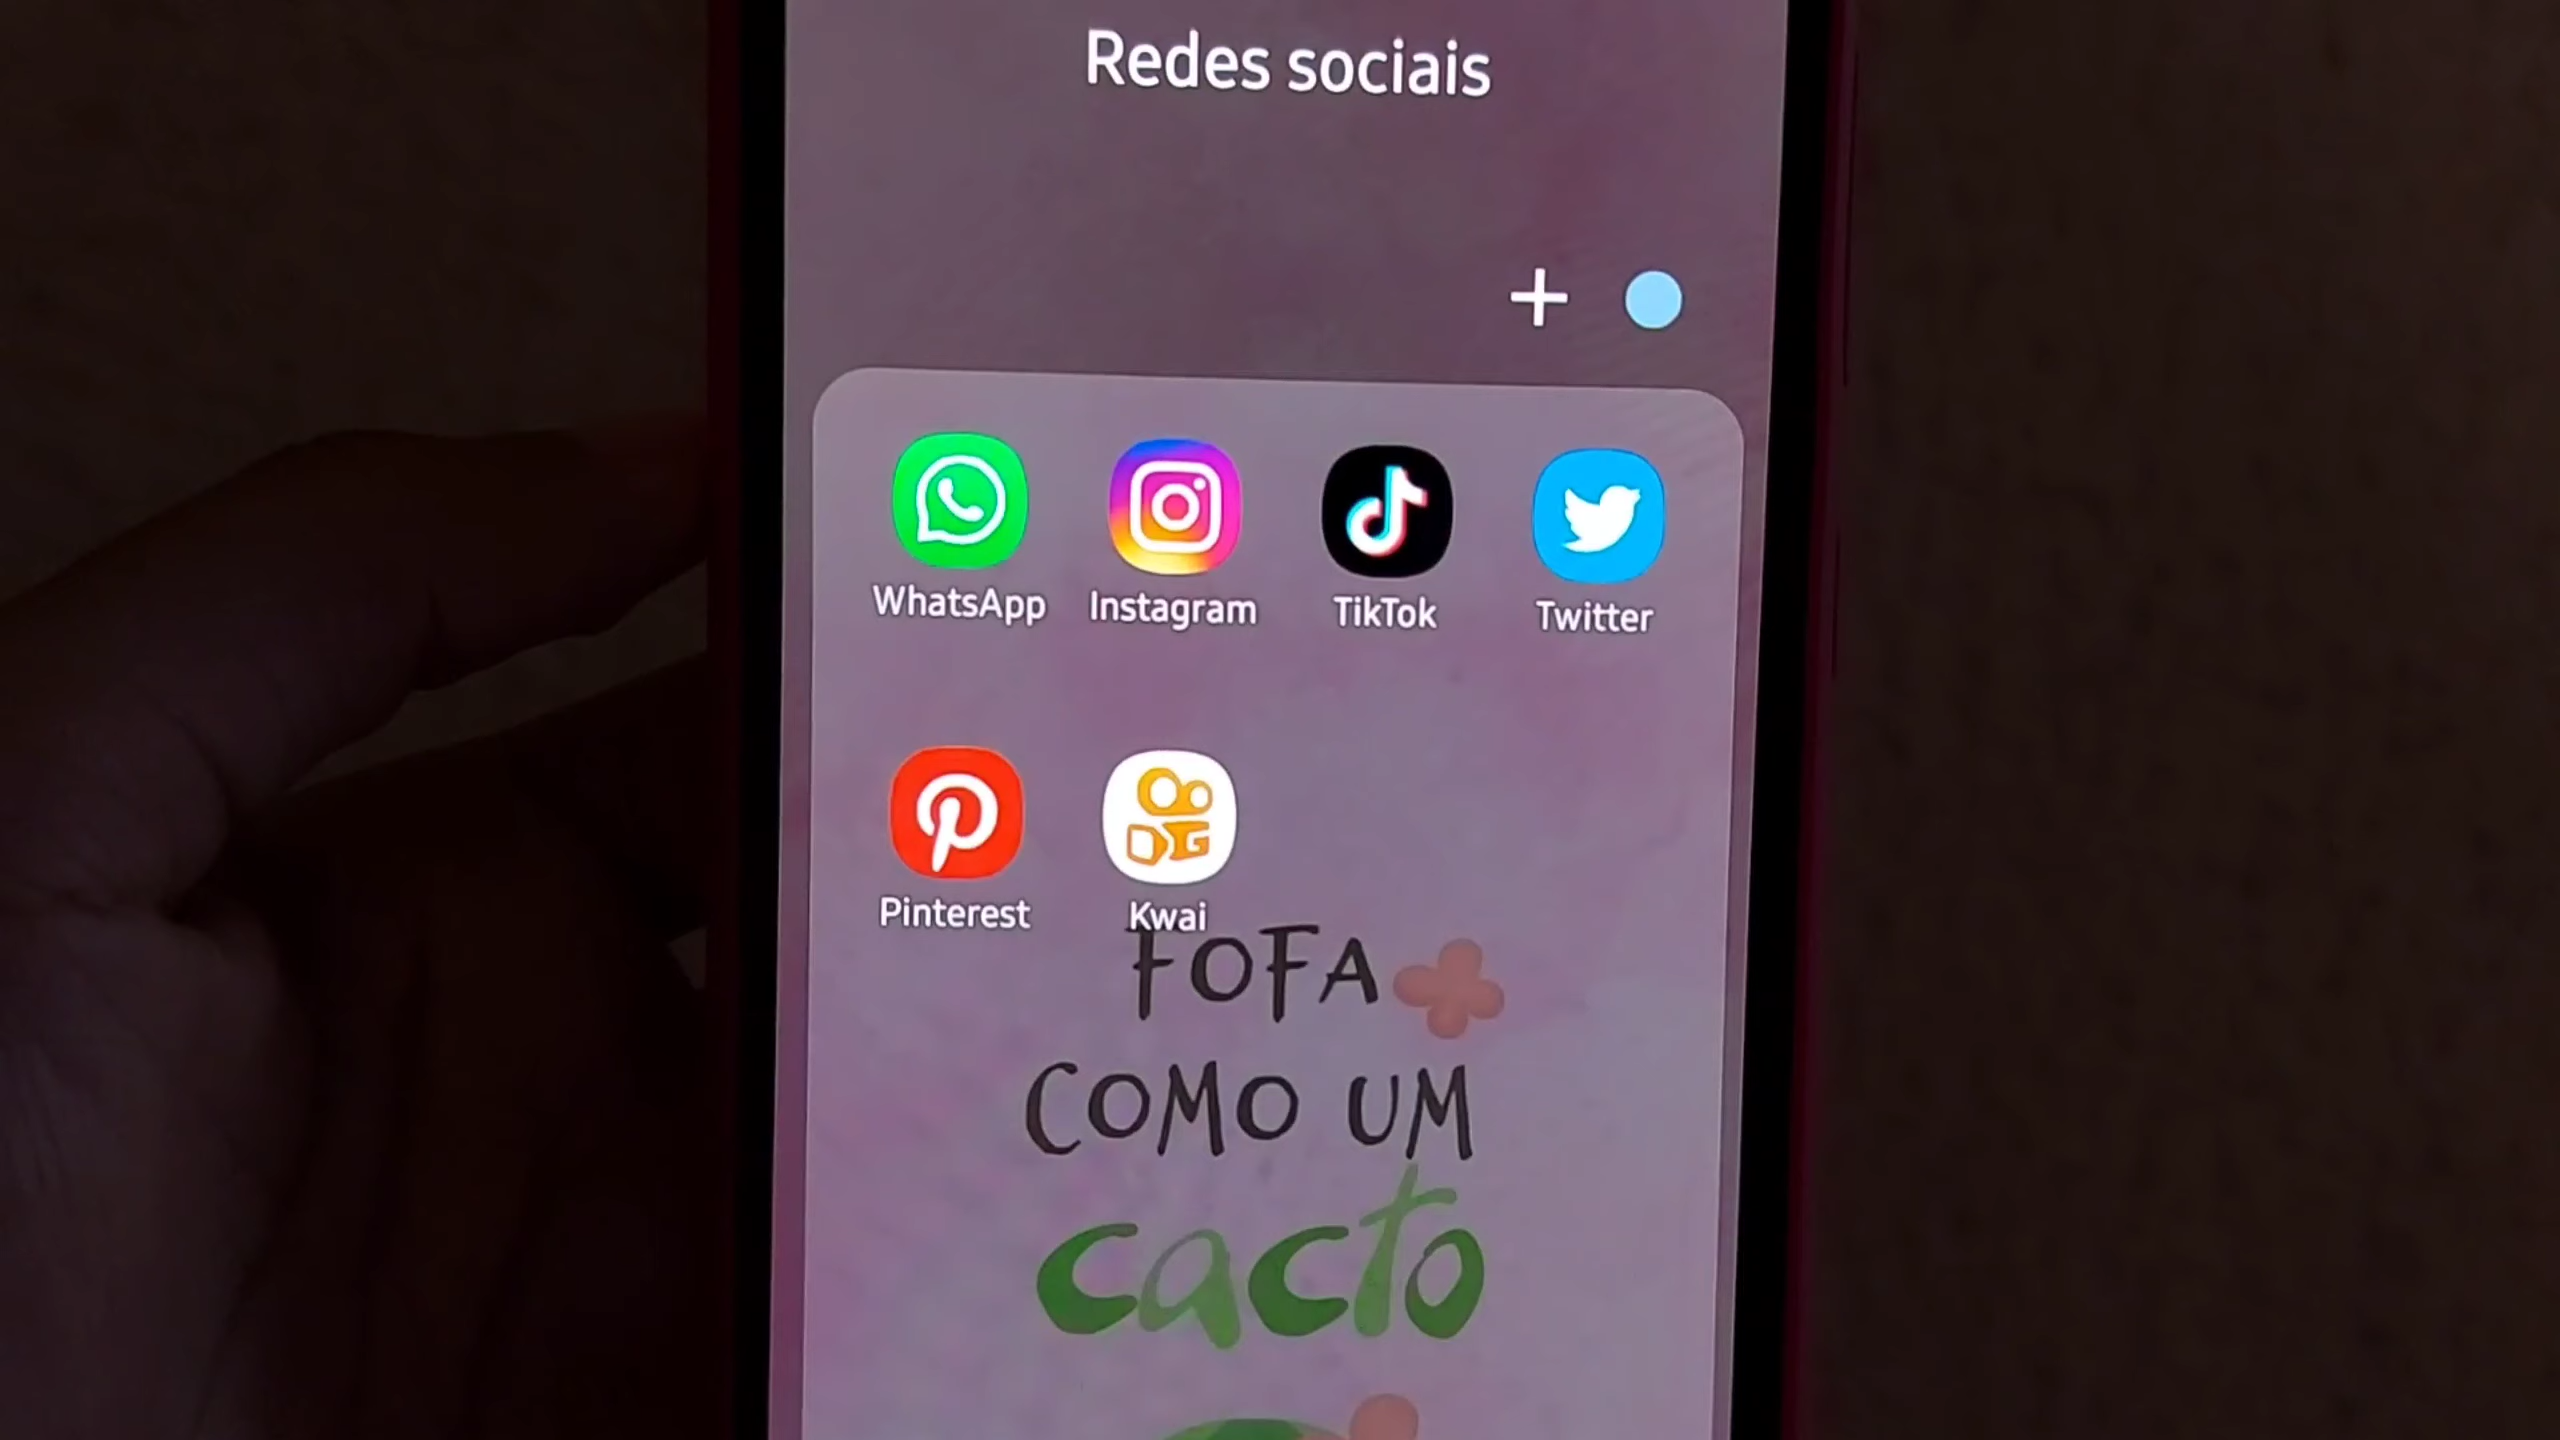 Redes sociais
WhatsApp Instagram TikTok Twitter
Pinterest Kwai
FOFA
COMO UM
cacto